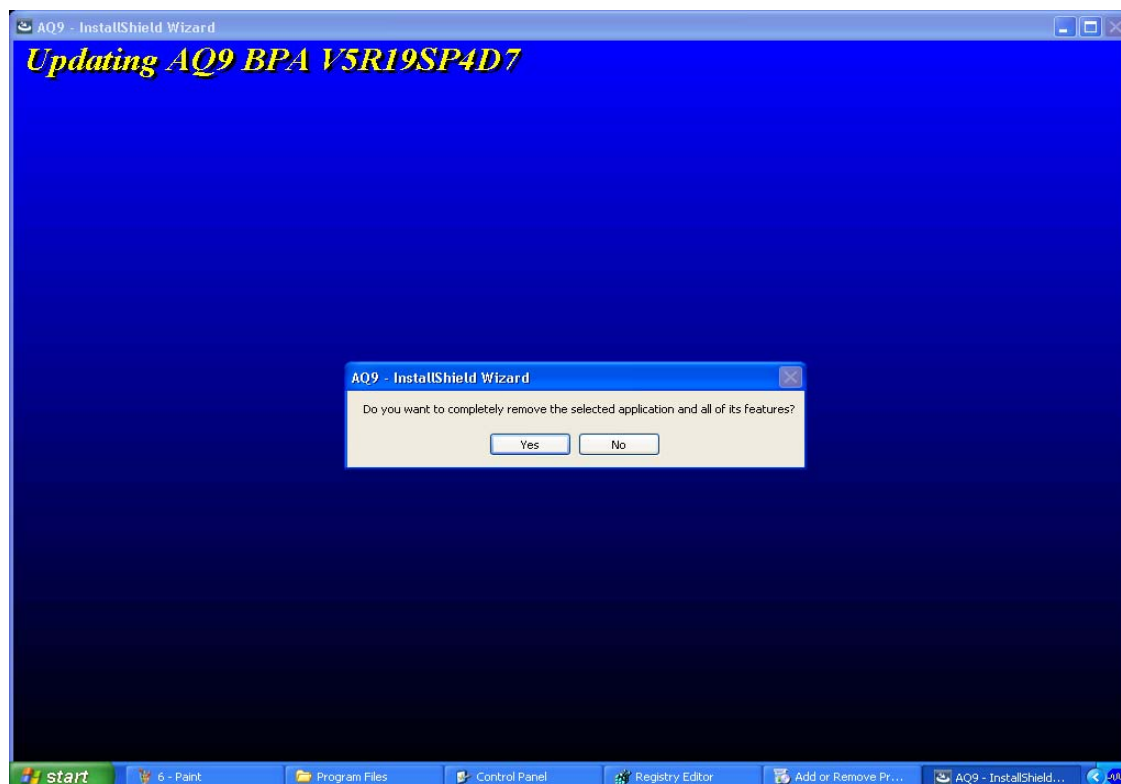 AQ9 - InstallShield Wizard
Updating AQ9 BPA V5R19SP4D7
AQ9 - InstallShield Wizard
Do you want to completely remove the selected application and all of its features?
Yes No
start 6 - Paint Program Files Control Panel Registry Editor Add or Remove Pr... AQ9 - InstallShield...